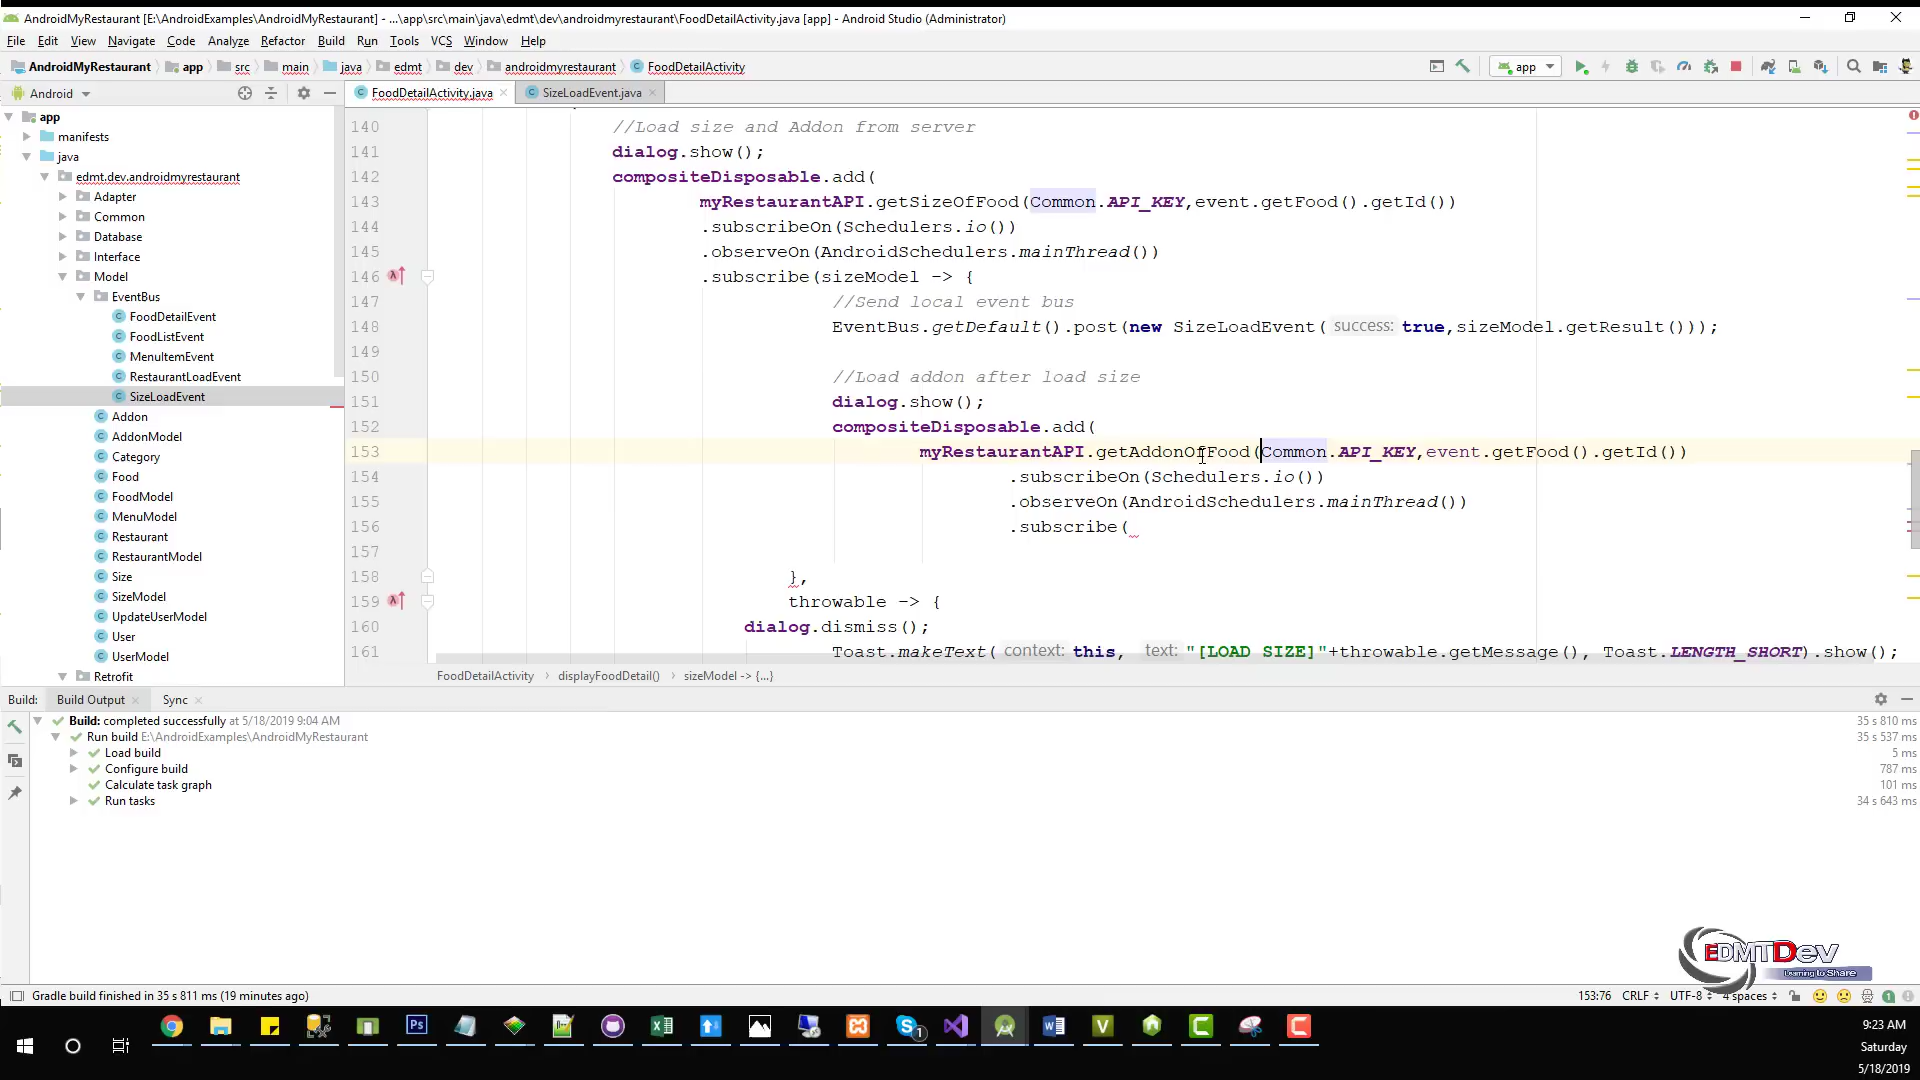 AndroidMyRestaurant [E:\AndroidExamples\AndroidMyRestaurant] - ...\app\src\main\java\edmt\dev\androidmyrestaurant\FoodDetailActivity.java [app] - Android Studio (Administrator)
File Edit View Navigate Code Analyze Refactor Build Run Tools VCS Window Help
AndroidMyRestaurant app src main java edmt dev androidmyrestaurant FoodDetailActivity app
Android FoodDetailActivity.java SizeLoadEvent.java
app
manifests
java
edmt.dev.androidmyrestaurant
Adapter
Common
Database
Interface
Model
EventBus
FoodDetailEvent
FoodListEvent
MenuItemEvent
RestaurantLoadEvent
SizeLoadEvent
Addon
AddonModel
Category
Food
FoodModel
MenuModel
Restaurant
RestaurantModel
Size
SizeModel
UpdateUserModel
User
UserModel
Retrofit
140 //Load size and Addon from server
141 dialog.show();
142 compositeDisposable.add(
143 myRestaurantAPI.getSizeOfFood(Common.API_KEY,event.getFood().getId())
144 .subscribeOn(Schedulers.io())
145 .observeOn(AndroidSchedulers.mainThread())
146 .subscribe(sizeModel -> {
147 //Send local event bus
148 EventBus.getDefault().post(new SizeLoadEvent( success: true,sizeModel.getResult()));
149
150 //Load addon after load size
151 dialog.show();
152 compositeDisposable.add(
153 myRestaurantAPI.getAddonOfFood(Common.API_KEY,event.getFood().getId())
154 .subscribeOn(Schedulers.io())
155 .observeOn(AndroidSchedulers.mainThread())
156 .subscribe(
157
158 },
159 throwable -> {
160 dialog.dismiss();
161 Toast.makeText( context: this, text: "[LOAD SIZE]"+throwable.getMessage(), Toast.LENGTH_SHORT).show();
FoodDetailActivity displayFoodDetail() sizeModel -> {...}
Build: Build Output Sync
Build: completed successfully at 5/18/2019 9:04 AM 35 s 810 ms
Run build E:\AndroidExamples\AndroidMyRestaurant 35 s 537 ms
Load build 5 ms
Configure build 787 ms
Calculate task graph 101 ms
Run tasks 34 s 643 ms
EDMTDev
Learning to Share
Gradle build finished in 35 s 811 ms (19 minutes ago) 153:76 CRLF UTF-8 4 spaces 1
Ps 1 W V C C
9:23 AM
Saturday
5/18/2019